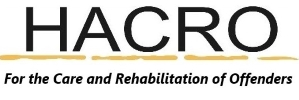 HACRO
For the Care and Rehabilitation of Offenders